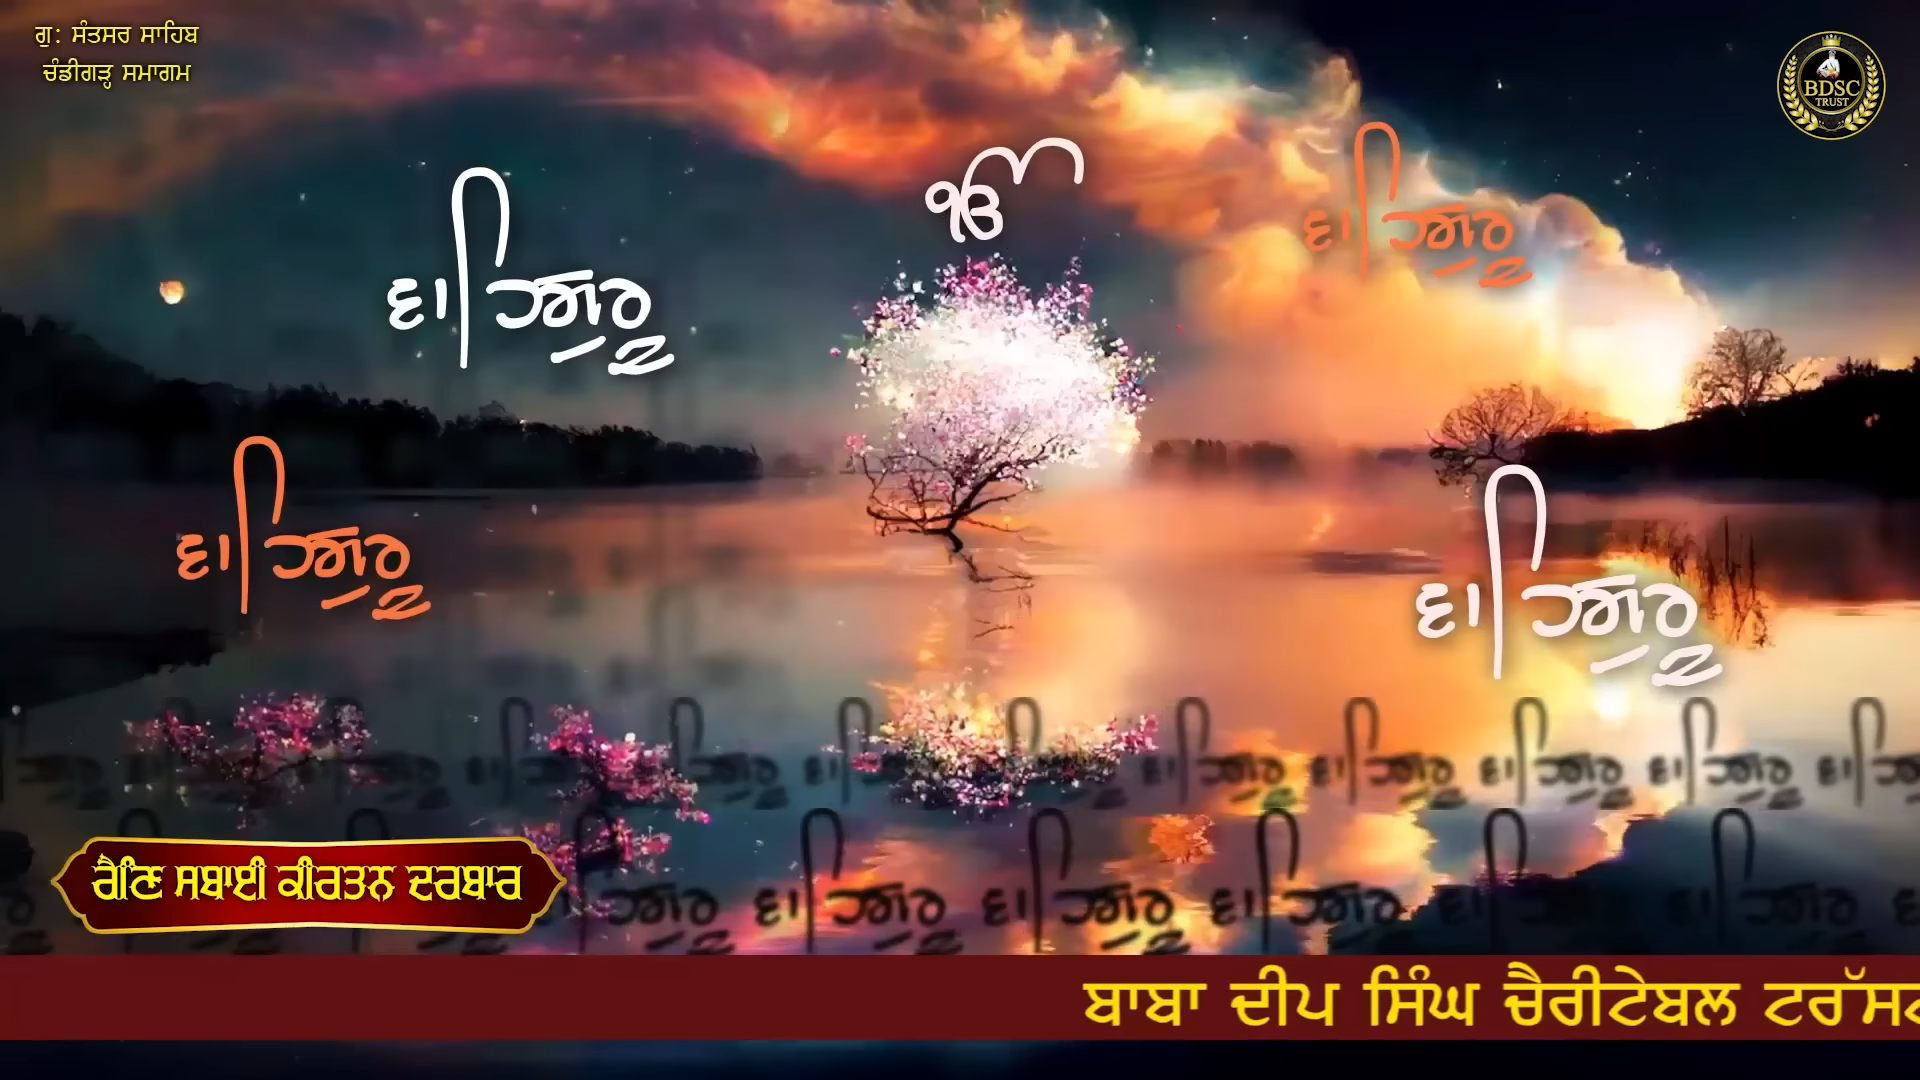 ਗੁ: ਸੰਤਸਰ ਸਾਹਿਬ
ਚੰਡੀਗੜ੍ਹ ਸਮਾਗਮ
BDSC
TRUST
ੴ
ਵਾਹਿਗੁਰੂ
ਵਾਹਿਗੁਰੂ
ਵਾਹਿਗੁਰੂ
ਵਾਹਿਗੁਰੂ
ਵਾਹਿਗੁਰੂ ਵਾਹਿਗੁਰੂ ਵਾਹਿਗੁਰੂ ਵਾਹਿਗੁਰੂ ਵਾਹਿਗੁਰੂ ਵਾਹਿਗੁਰੂ
ਵਾਹਿਗੁਰੂ ਵਾਹਿਗੁਰੂ ਵਾਹਿਗੁਰੂ ਵਾਹਿਗੁਰੂ
ਰੈਣਿ ਸਬਾਈ ਕੀਰਤਨ ਦਰਬਾਰ
ਬਾਬਾ ਦੀਪ ਸਿੰਘ ਚੈਰੀਟੇਬਲ